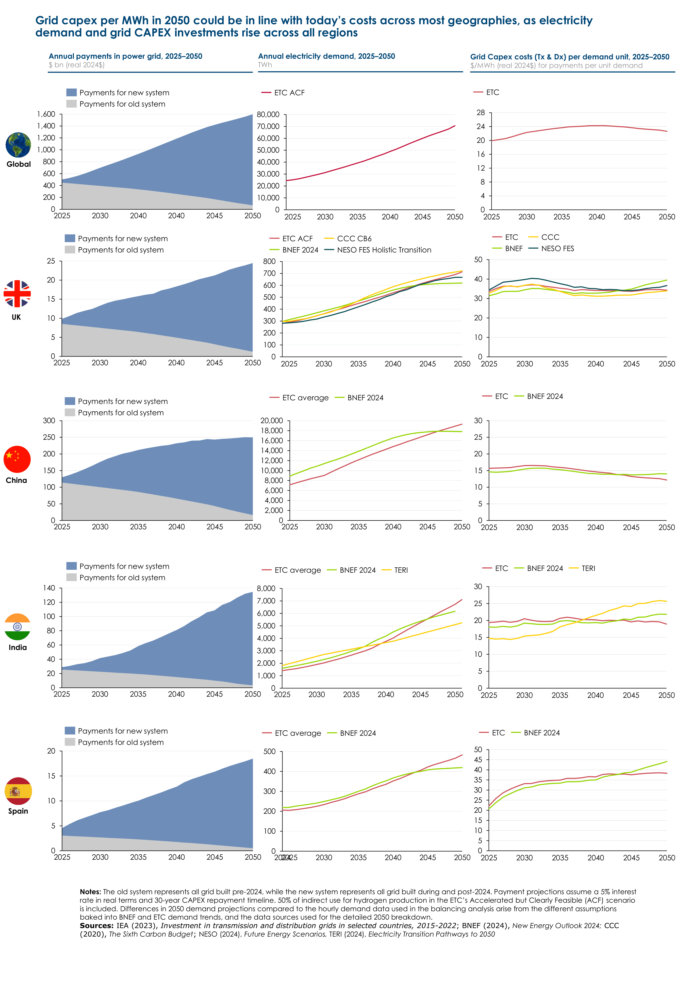 Grid capex per MWh in 2050 could be in line with today’s costs across most geographies, as electricity
demand and grid CAPEX investments rise across all regions
Annual payments in power grid, 2025–2050
$ bn (real 2024$)
Annual electricity demand, 2025–2050
TWh
Grid Capex costs (Tx & Dx) per demand unit, 2025–2050
$/MWh (real 2024$) for payments per unit demand
Global
Payments for new system
Payments for old system
1,600
1,400
1,200
1,000
800
600
400
200
0
2025 2030 2040 2040 2045 2050
ETC ACF
80,000
70,000
60,000
50,000
40,000
30,000
20,000
10,000
0
2025 2030 2035 2040 2045 2050
ETC
28
24
20
16
12
8
4
0
2025 2030 2035 2040 2045 2050
UK
Payments for new system
Payments for old system
25
20
15
10
5
0
2025 2030 2040 2040 2045 2050
ETC ACF CCC CB6
BNEF 2024 NESO FES Holistic Transition
800
700
600
500
400
300
200
100
0
2025 2030 2035 2040 2045 2050
ETC CCC
BNEF NESO FES
50
40
30
20
10
0
2025 2030 2035 2040 2045 2050
China
Payments for new system
Payments for old system
300
250
200
150
100
50
0
2025 2030 2035 2040 2045 2050
ETC average BNEF 2024
20,000
18,000
16,000
14,000
12,000
10,000
8,000
6,000
4,000
2,000
0
2025 2030 2035 2040 2045 2050
ETC BNEF 2024
30
25
20
15
10
5
0
2025 2030 2035 2040 2045 2050
India
Payments for new system
Payments for old system
140
120
100
80
60
40
20
0
2025 2030 2035 2040 2045 2050
ETC average BNEF 2024 TERI
8,000
7,000
6,000
5,000
4,000
3,000
2,000
1,000
0
2025 2030 2035 2040 2045 2050
ETC BNEF 2024 TERI
30
25
20
15
10
5
0
2025 2030 2035 2040 2045 2050
Spain
Payments for new system
Payments for old system
20
15
10
5
0
2025 2030 2035 2040 2045 2050
ETC average BNEF 2024
500
400
300
200
100
0
2024 2025 2030 2035 2040 2045 2050
ETC BNEF 2024
50
45
40
35
30
25
20
15
10
5
0
2025 2030 2035 2040 2045 2050
Notes: The old system represents all grid built pre-2024, while the new system represents all grid built during and post-2024. Payment projections assume a 5% interest
rate in real terms and 30-year CAPEX repayment timeline. 50% of indirect use for hydrogen production in the ETC’s Accelerated but Clearly Feasible (ACF) scenario
is included. Differences in 2050 demand projections compared to the hourly demand data used in the balancing analysis arise from the different assumptions
baked into BNEF and ETC demand trends, and the data sources used for the detailed 2050 breakdown.
Sources: IEA (2023), Investment in transmission and distribution grids in selected countries, 2015-2022; BNEF (2024), New Energy Outlook 2024; CCC
(2020), The Sixth Carbon Budget; NESO (2024), Future Energy Scenarios, TERI (2024), Electricity Transition Pathways to 2050